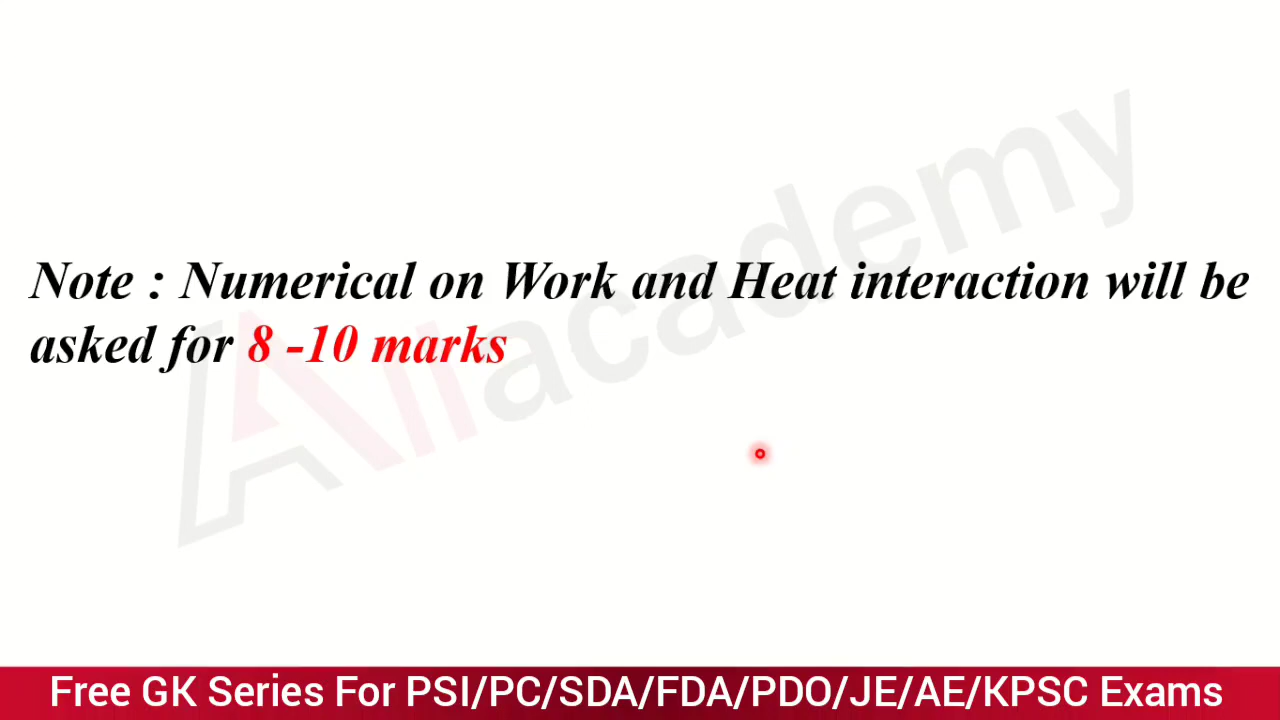 Note : Numerical on Work and Heat interaction will be
asked for 8 -10 marks
Aiiacademy
Free GK Series For PSI/PC/SDA/FDA/PDO/JE/AE/KPSC Exams